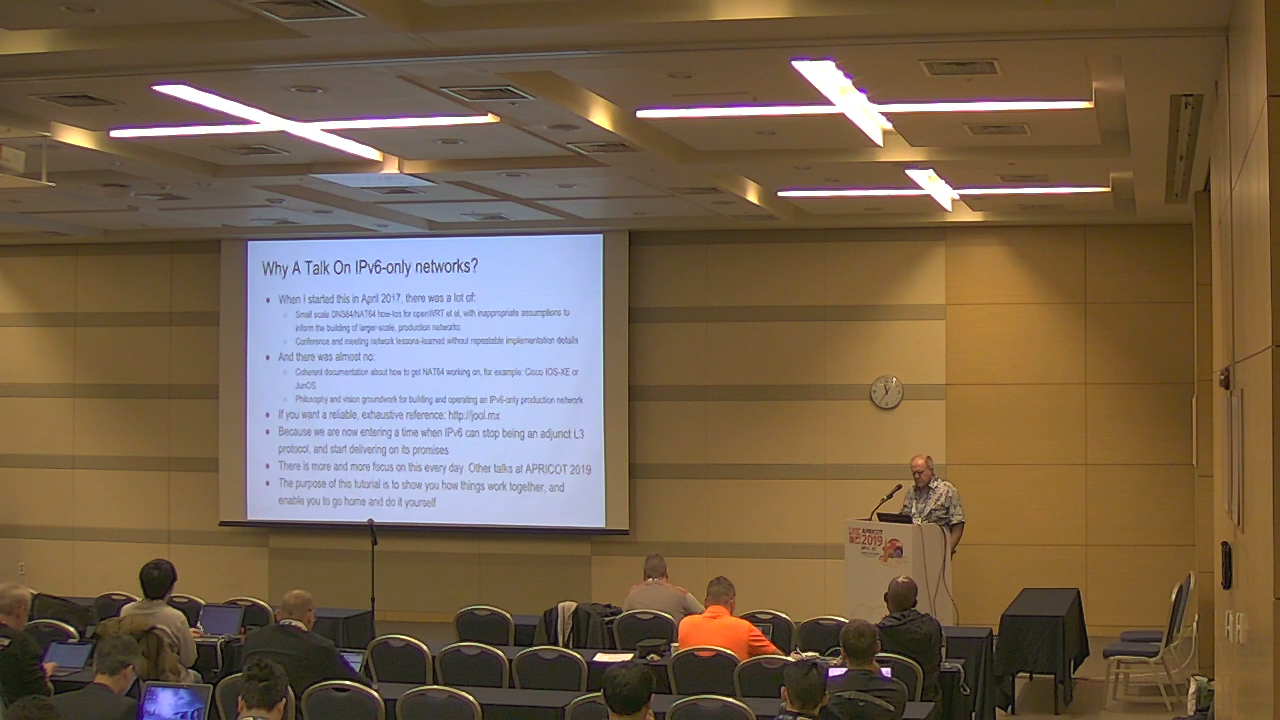 Why A Talk On IPv6-only networks?
When I started this in April 2017, there was a lot of:
Small scale DNS64/NAT64 how-tos for openWRT et al, with inappropriate assumptions to
inform the building of larger-scale, production networks
Conference and meeting network lessons-learned without repeatable implementation details
And there was almost no:
Coherent documentation about how to get NAT64 working on, for example: Cisco IOS-XE or
JunOS
Philosophy and vision groundwork for building and operating an IPv6-only production network
If you want a reliable, exhaustive reference: http://jool.mx
Because we are now entering a time when IPv6 can stop being an adjunct L3
protocol, and start delivering on its promises
There is more and more focus on this every day. Other talks at APRICOT 2019
The purpose of this tutorial is to show you how things work together, and
enable you to go home and do it yourself
APRICOT
2019